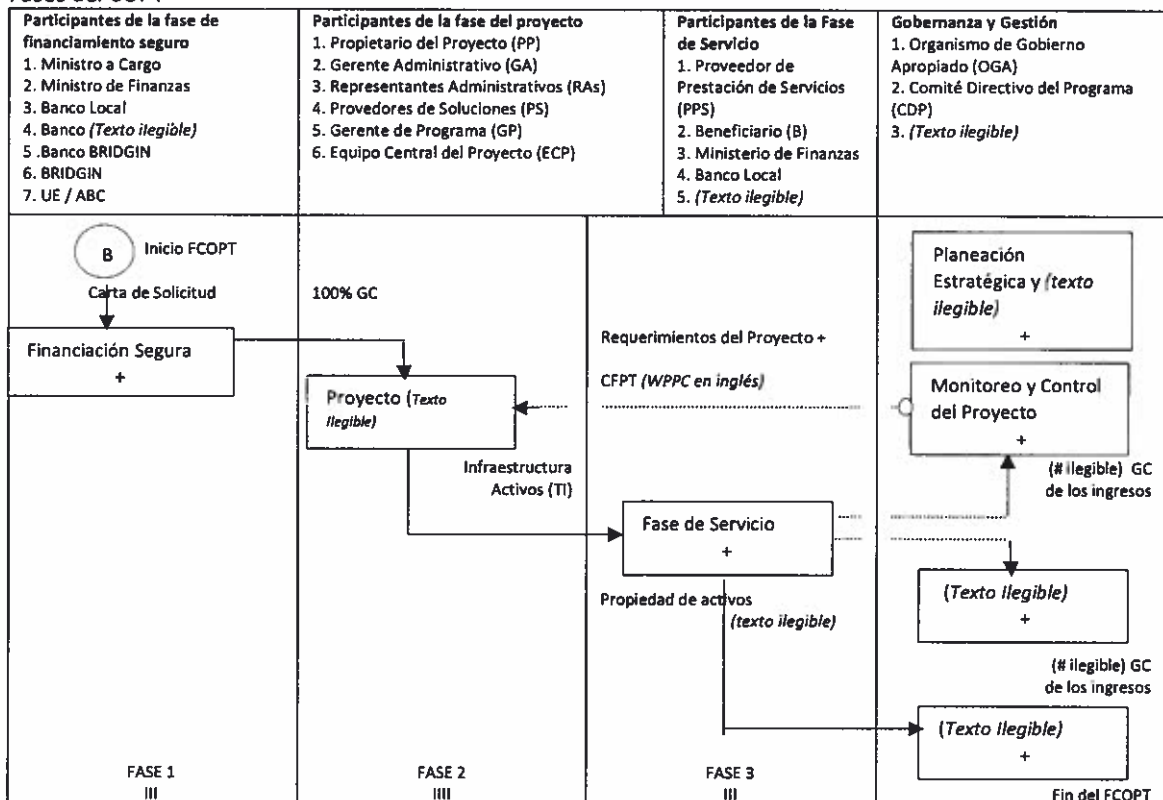 Participantes de la fase de
financiamiento seguro
1. Ministro a Cargo
2. Ministro de Finanzas
3. Banco Local
4. Banco (Texto ilegible)
5 .Banco BRIDGIN
6. BRIDGIN
7. UE / ABC
Participantes de la fase del proyecto
1. Propietario del Proyecto (PP)
2. Gerente Administrativo (GA)
3. Representantes Administrativos (RAs)
4. Provedores de Soluciones (PS)
5. Gerente de Programa (GP)
6. Equipo Central del Proyecto (ECP)
Participantes de la Fase
de Servicio
1. Proveedor de
Prestación de Servicios
(PPS)
2. Beneficiario (B)
3. Ministerio de Finanzas
4. Banco Local
5. (Texto ilegible)
Gobernanza y Gestión
1. Organismo de Gobierno
Apropiado (OGA)
2. Comité Directivo del Programa
(CDP)
3. (Texto ilegible)
B
Inicio FCOPT
Carta de Solicitud
Financiación Segura
+
100% GC
Proyecto (Texto
Ilegible)
Infraestructura
Activos (TI)
Requerimientos del Proyecto +
CFPT (WPPC en inglés)
Fase de Servicio
+
Propiedad de activos
(texto ilegible)
Planeación
Estratégica y (texto
ilegible)
+
Monitoreo y Control
del Proyecto
+
(# ilegible) GC
de los ingresos
(Texto Ilegible)
+
(# ilegible) GC
de los ingresos
(Texto Ilegible)
+
Fin del FCOPT
FASE 1
III
FASE 2
IIII
FASE 3
III